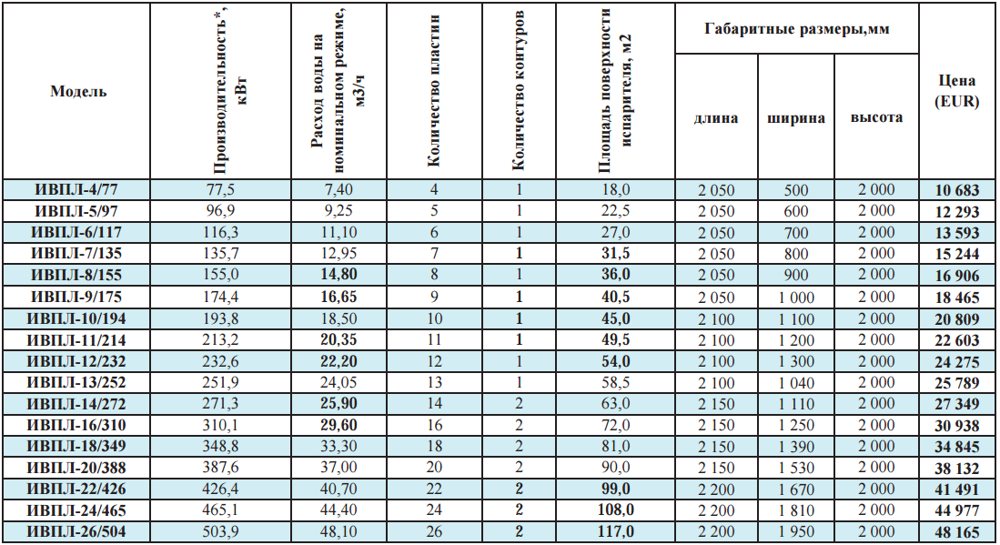 Модель
Производительность*,
кВт
Расход воды на
номинальном режиме,
м3/ч
Количество пластин
Количество контуров
Площадь поверхности
испарителя, м2
Габаритные размеры,мм
длина
ширина
высота
Цена
(EUR)
ИВПЛ-4/77 77,5 7,40 4 1 18,0 2 050 500 2 000 10 683
ИВПЛ-5/97 96,9 9,25 5 1 22,5 2 050 600 2 000 12 293
ИВПЛ-6/117 116,3 11,10 6 1 27,0 2 050 700 2 000 13 593
ИВПЛ-7/135 135,7 12,95 7 1 31,5 2 050 800 2 000 15 244
ИВПЛ-8/155 155,0 14,80 8 1 36,0 2 050 900 2 000 16 906
ИВПЛ-9/175 174,4 16,65 9 1 40,5 2 050 1 000 2 000 18 465
ИВПЛ-10/194 193,8 18,50 10 1 45,0 2 100 1 100 2 000 20 809
ИВПЛ-11/214 213,2 20,35 11 1 49,5 2 100 1 200 2 000 22 603
ИВПЛ-12/232 232,6 22,20 12 1 54,0 2 100 1 300 2 000 24 275
ИВПЛ-13/252 251,9 24,05 13 1 58,5 2 100 1 040 2 000 25 789
ИВПЛ-14/272 271,3 25,90 14 2 63,0 2 150 1 110 2 000 27 349
ИВПЛ-16/310 310,1 29,60 16 2 72,0 2 150 1 250 2 000 30 938
ИВПЛ-18/349 348,8 33,30 18 2 81,0 2 150 1 390 2 000 34 845
ИВПЛ-20/388 387,6 37,00 20 2 90,0 2 150 1 530 2 000 38 132
ИВПЛ-22/426 426,4 40,70 22 2 99,0 2 200 1 670 2 000 41 491
ИВПЛ-24/465 465,1 44,40 24 2 108,0 2 200 1 810 2 000 44 977
ИВПЛ-26/504 503,9 48,10 26 2 117,0 2 200 1 950 2 000 48 165